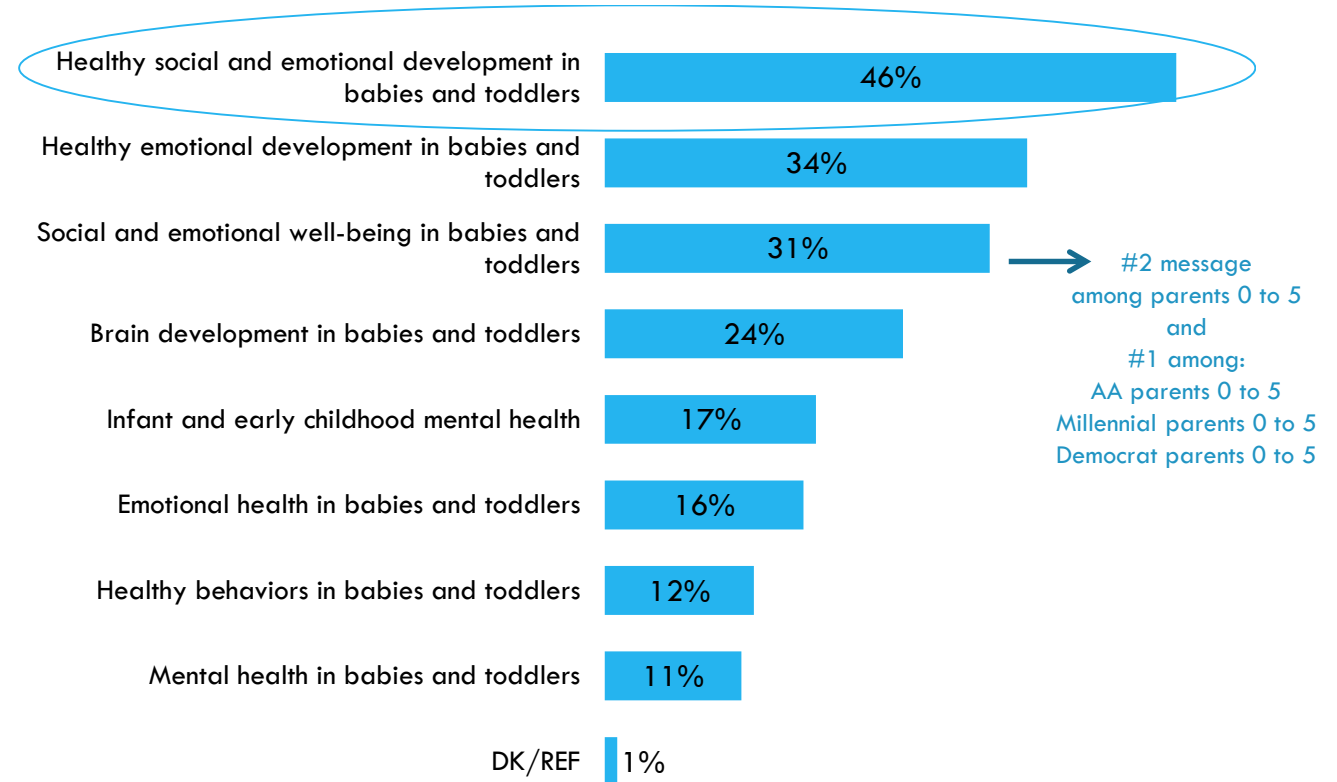 Healthy social and emotional development in
babies and toddlers
46%
Healthy emotional development in babies and
toddlers
34%
Social and emotional well-being in babies and
toddlers
31%
#2 message
among parents 0 to 5
and
#1 among:
AA parents 0 to 5
Millennial parents 0 to 5
Democrat parents 0 to 5
Brain development in babies and toddlers
24%
Infant and early childhood mental health
17%
Emotional health in babies and toddlers
16%
Healthy behaviors in babies and toddlers
12%
Mental health in babies and toddlers
11%
DK/REF
1%